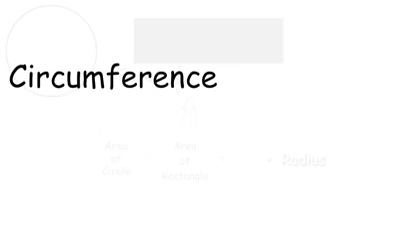 Circumference
Area
of
Circle
Area
of
Rectangle
Radius